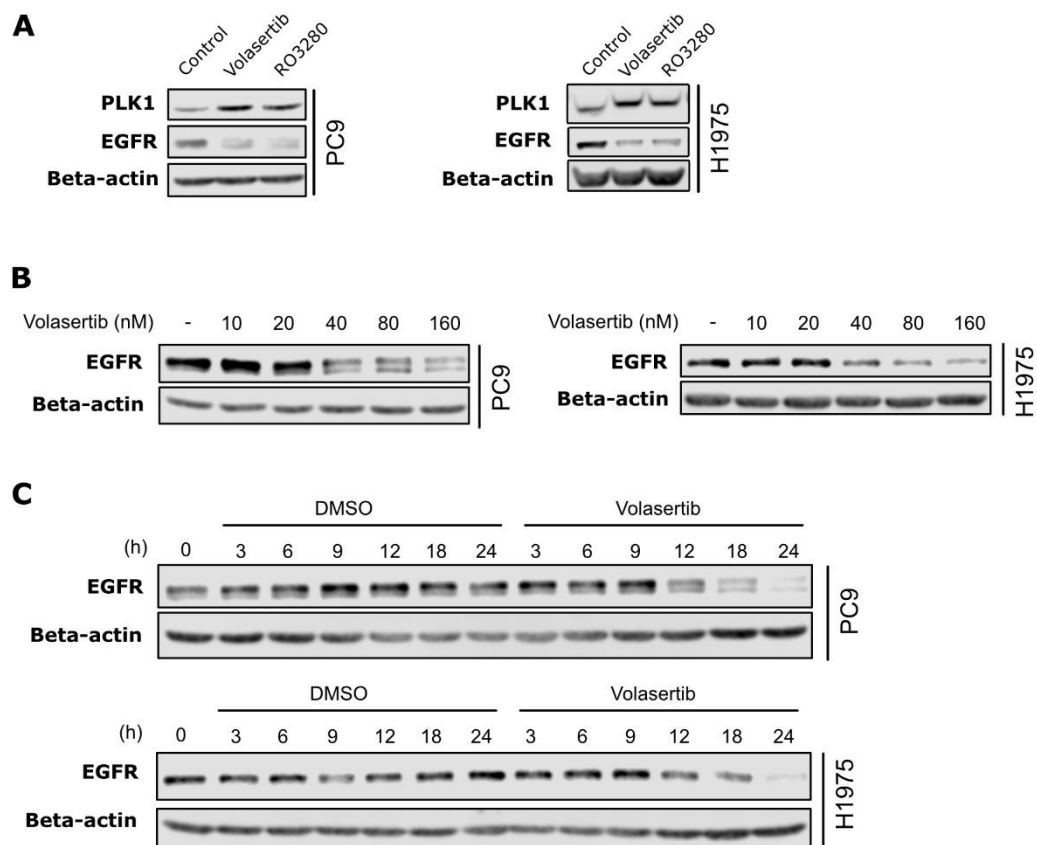 A
Control Volasertib RO3280 Control Volasertib RO3280
PLK1 PLK1
EGFR EGFR
Beta-actin Beta-actin
PC9 H1975
B
Volasertib (nM) - 10 20 40 80 160 Volasertib (nM) - 10 20 40 80 160
EGFR EGFR
Beta-actin Beta-actin
PC9 H1975
C
DMSO Volasertib
(h) 0 3 6 9 12 18 24 3 6 9 12 18 24
EGFR
Beta-actin
PC9
DMSO Volasertib
(h) 0 3 6 9 12 18 24 3 6 9 12 18 24
EGFR
Beta-actin
H1975